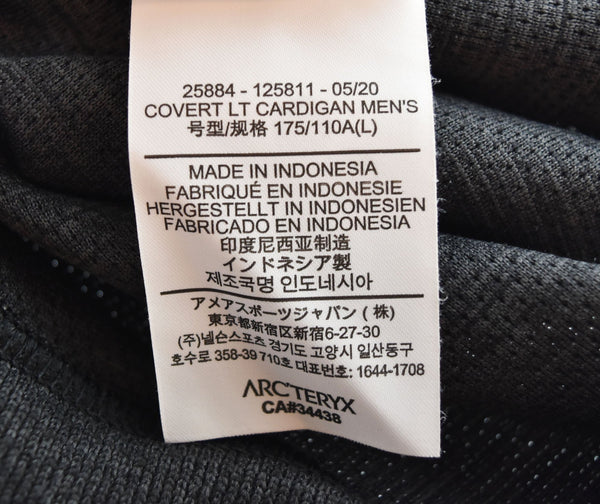 25884 - 125811 - 05/20
COVERT LT CARDIGAN MEN'S
号型/规格 175/110A(L)
MADE IN INDONESIA
FABRIQUÉ EN INDONESIE
HERGESTELLT IN INDONESIEN
FABRICADO EN INDONESIA
印度尼西亚制造
インドネシア製
제조국명 인도네시아
アメアスポーツジャパン (株)
東京都新宿区新宿6-27-30
(주)넬슨스포츠 경기도 고양시 일산동구
호수로 358-39 710호 대표번호: 1644-1708
ARC'TERYX
CA#34438